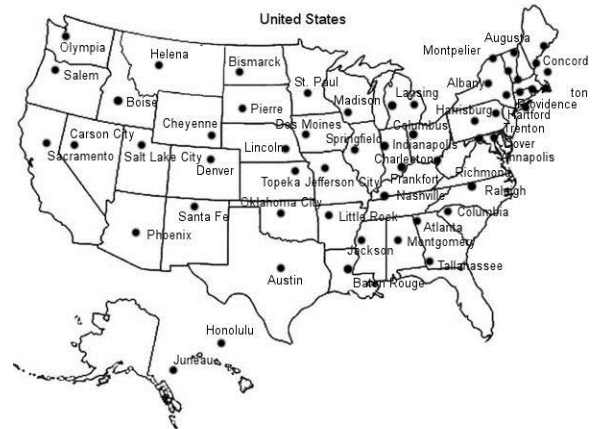 United States
Olympia
Helena
Bismarck
Augusta
Montpelier
Concord
Salem
St. Paul
Lansing
Albany
ton
Boise
Pierre
Madison
Providence
Harrisburg
Hartford
Cheyenne
Des Moines
Columbus
Trenton
Carson City
Lincoln
Springfield
Indianapolis
Dover
Sacramento
Salt Lake City
Denver
Charleston
Annapolis
Topeka
Jefferson City
Frankfort
Richmond
Oklahoma City
Nashville
Raleigh
Santa Fe
Little Rock
Columbia
Phoenix
Atlanta
Jackson
Montgomery
Tallahassee
Austin
Baton Rouge
Honolulu
Juneau